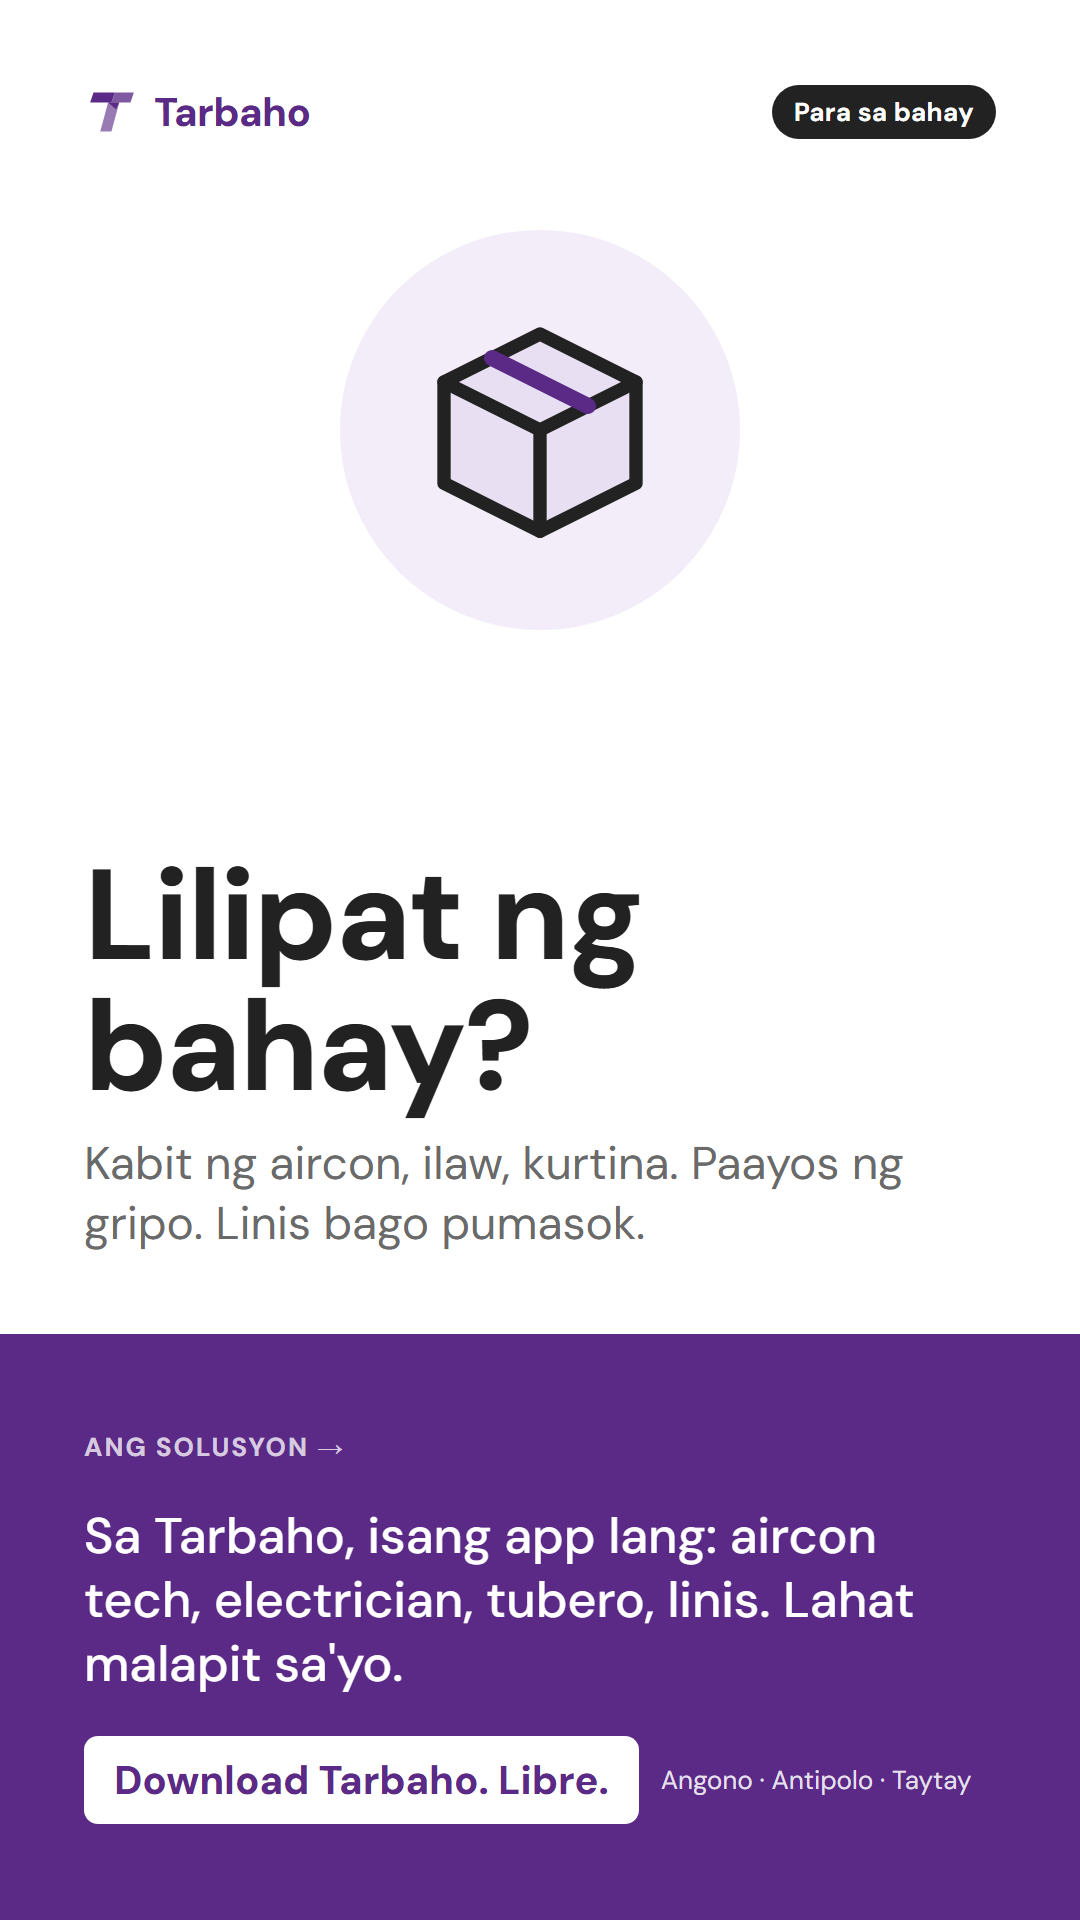 Tarbaho
Para sa bahay
Lilipat ng
bahay?
Kabit ng aircon, ilaw, kurtina. Paayos ng
gripo. Linis bago pumasok.
ANG SOLUSYON →
Sa Tarbaho, isang app lang: aircon
tech, electrician, tubero, linis. Lahat
malapit sa'yo.
Download Tarbaho. Libre.
Angono · Antipolo · Taytay